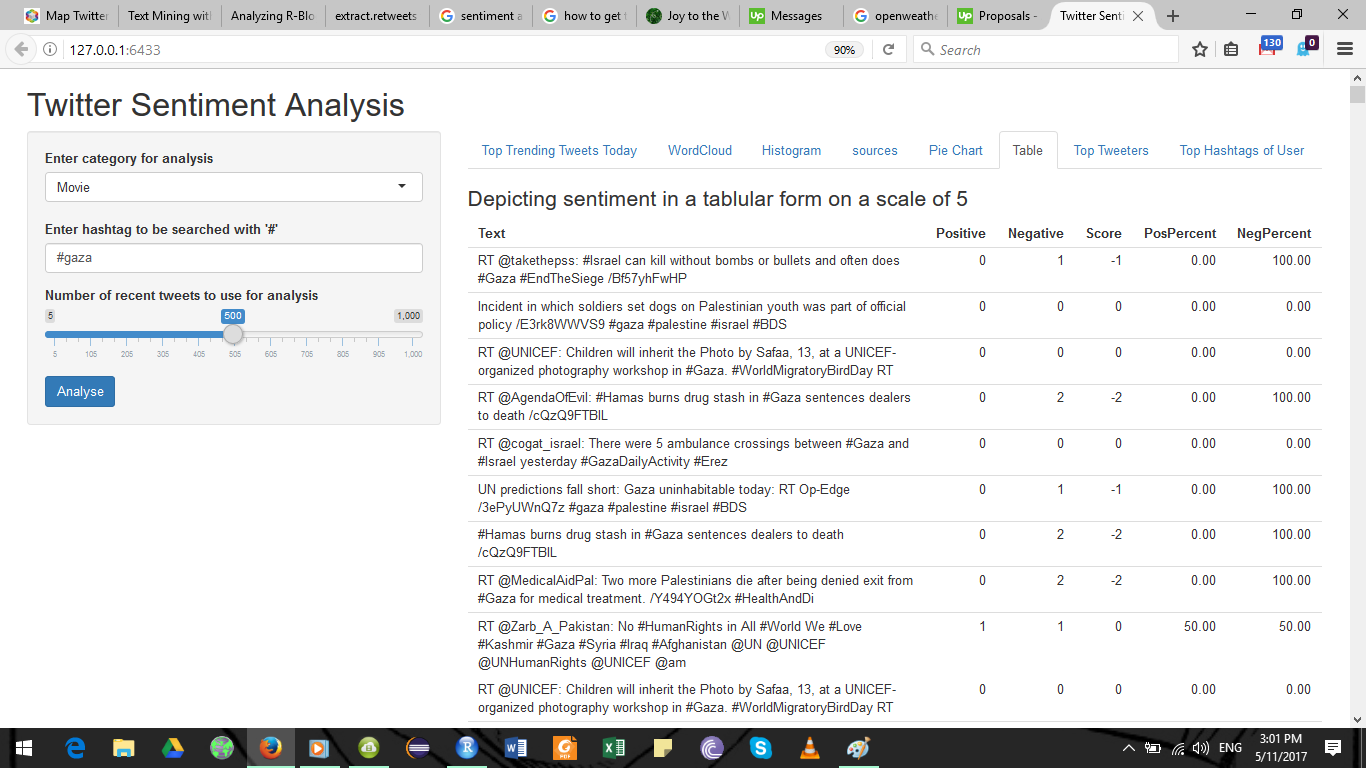 Map Twitter
Text Mining with
Analyzing R-Blo
extract.retweets
sentiment a
how to get t
Joy to the W
Messages
openweathe
Proposals -
Twitter Senti
127.0.0.1:6433
90%
Search
130
0
Twitter Sentiment Analysis
Enter category for analysis
Movie
Enter hashtag to be searched with '#'
#gaza
Number of recent tweets to use for analysis
5 500 1,000
5 105 205 305 405 505 605 705 805 905 1,000
Analyse
Top Trending Tweets Today WordCloud Histogram sources Pie Chart Table Top Tweeters Top Hashtags of User
Depicting sentiment in a tablular form on a scale of 5
Text Positive Negative Score PosPercent NegPercent
RT @takethepss: #Israel can kill without bombs or bullets and often does 0 1 -1 0.00 100.00
#Gaza #EndTheSiege /Bf57yhFwHP
Incident in which soldiers set dogs on Palestinian youth was part of official 0 0 0 0.00 0.00
policy /E3rk8WWVS9 #gaza #palestine #israel #BDS
RT @UNICEF: Children will inherit the Photo by Safaa, 13, at a UNICEF- 0 0 0 0.00 0.00
organized photography workshop in #Gaza. #WorldMigratoryBirdDay RT
RT @AgendaOfEvil: #Hamas burns drug stash in #Gaza sentences dealers 0 2 -2 0.00 100.00
to death /cQzQ9FTBlL
RT @cogat_israel: There were 5 ambulance crossings between #Gaza and 0 0 0 0.00 0.00
#Israel yesterday #GazaDailyActivity #Erez
UN predictions fall short: Gaza uninhabitable today: RT Op-Edge 0 1 -1 0.00 100.00
/3ePyUWnQ7z #gaza #palestine #israel #BDS
#Hamas burns drug stash in #Gaza sentences dealers to death 0 2 -2 0.00 100.00
/cQzQ9FTBlL
RT @MedicalAidPal: Two more Palestinians die after being denied exit from 0 2 -2 0.00 100.00
#Gaza for medical treatment. /Y494YOGt2x #HealthAndDi
RT @Zarb_A_Pakistan: No #HumanRights in All #World We #Love 1 1 0 50.00 50.00
#Kashmir #Gaza #Syria #Iraq #Afghanistan @UN @UNICEF
@UNHumanRights @UNICEF @am
RT @UNICEF: Children will inherit the Photo by Safaa, 13, at a UNICEF- 0 0 0 0.00 0.00
organized photography workshop in #Gaza. #WorldMigratoryBirdDay RT
ENG
3:01 PM
5/11/2017